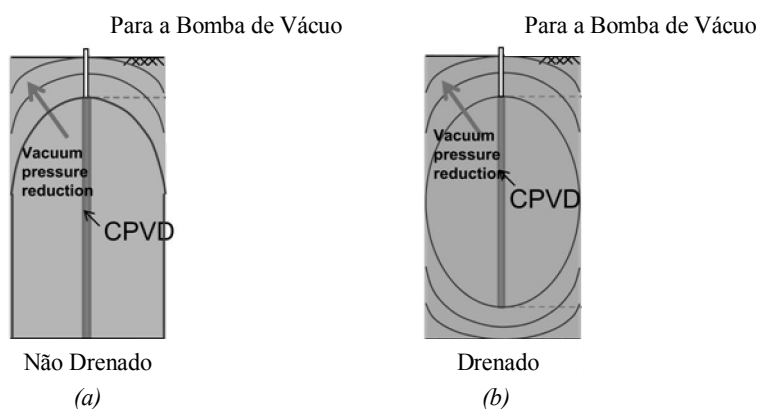 Para a Bomba de Vácuo
Vacuum
pressure
reduction
CPVD
Não Drenado
(a)
Para a Bomba de Vácuo
Vacuum
pressure
reduction
CPVD
Drenado
(b)